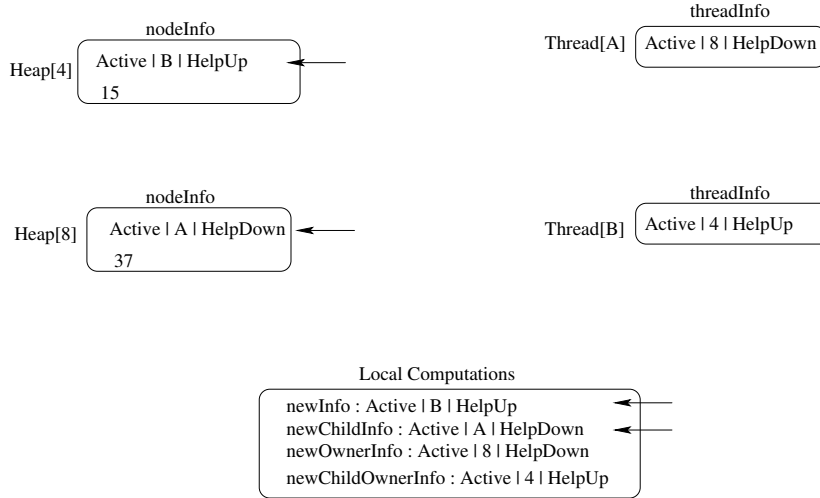 nodeInfo
Heap[4]
Active | B | HelpUp
15
threadInfo
Thread[A]
Active | 8 | HelpDown
nodeInfo
Heap[8]
Active | A | HelpDown
37
threadInfo
Thread[B]
Active | 4 | HelpUp
Local Computations
newInfo : Active | B | HelpUp
newChildInfo : Active | A | HelpDown
newOwnerInfo : Active | 8 | HelpDown
newChildOwnerInfo : Active | 4 | HelpUp